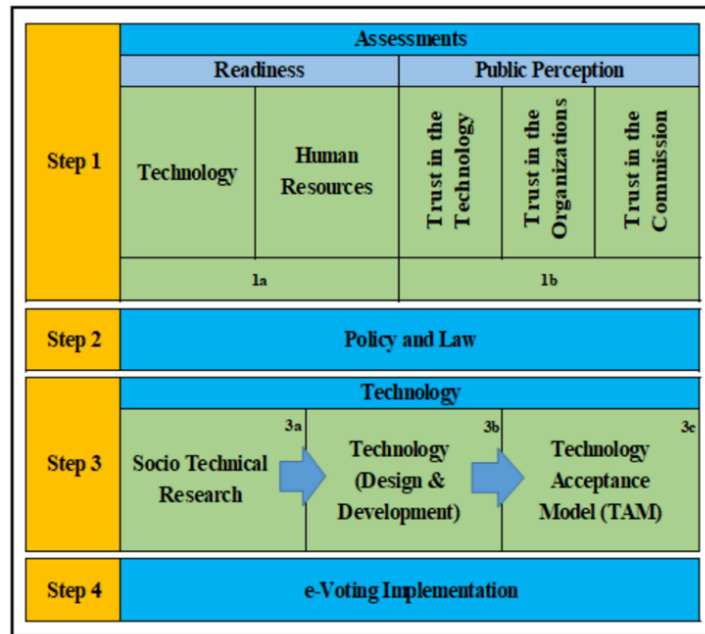 Assessments
Readiness
Public Perception
Step 1
Technology
Human
Resources
Trust in the
Technology
Trust in the
Organizations
Trust in the
Commission
1a
1b
Step 2
Policy and Law
Technology
Step 3
3a
Socio Technical
Research
3b
Technology
(Design &
Development)
3c
Technology
Acceptance
Model (TAM)
Step 4
e-Voting Implementation